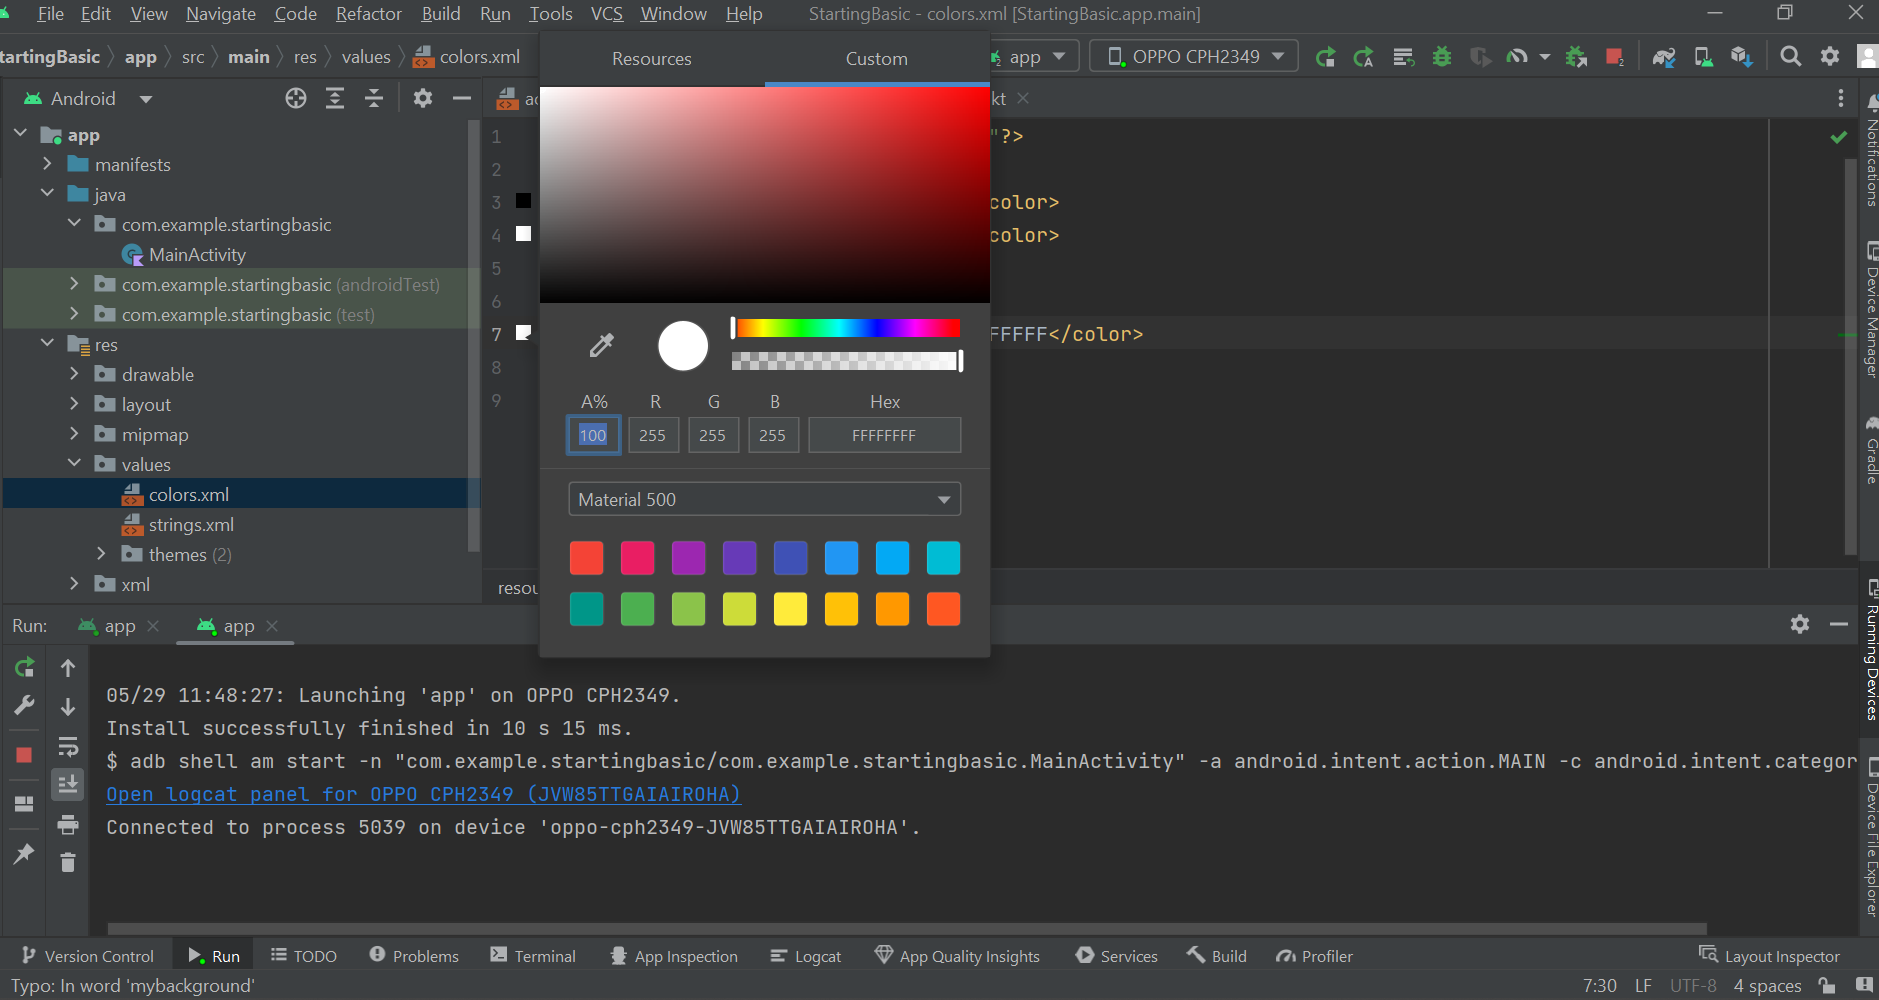 File Edit View Navigate Code Refactor Build Run Tools VCS Window Help StartingBasic - colors.xml [StartingBasic.app.main]
tartingBasic app src main res values colors.xml
app OPPO CPH2349
Resources Custom
Android
kt
app
manifests
java
com.example.startingbasic
MainActivity
com.example.startingbasic (androidTest)
com.example.startingbasic (test)
res
drawable
layout
mipmap
values
colors.xml
strings.xml
themes (2)
xml
1 "?>
2
3 color>
4 color>
5
6
7 FFFFF</color>
8
9
A% R G B Hex
100 255 255 255 FFFFFFFF
Material 500
resou
Notifications
Device Manager
Gradle
Running Devices
Device File Explorer
Run: app app
05/29 11:48:27: Launching 'app' on OPPO CPH2349.
Install successfully finished in 10 s 15 ms.
$ adb shell am start -n "com.example.startingbasic/com.example.startingbasic.MainActivity" -a android.intent.action.MAIN -c android.intent.categor
Open logcat panel for OPPO CPH2349 (JVW85TTGAIAIROHA)
Connected to process 5039 on device 'oppo-cph2349-JVW85TTGAIAIROHA'.
Version Control Run TODO Problems Terminal App Inspection Logcat App Quality Insights Services Build Profiler Layout Inspector
Typo: In word 'mybackground' 7:30 LF UTF-8 4 spaces